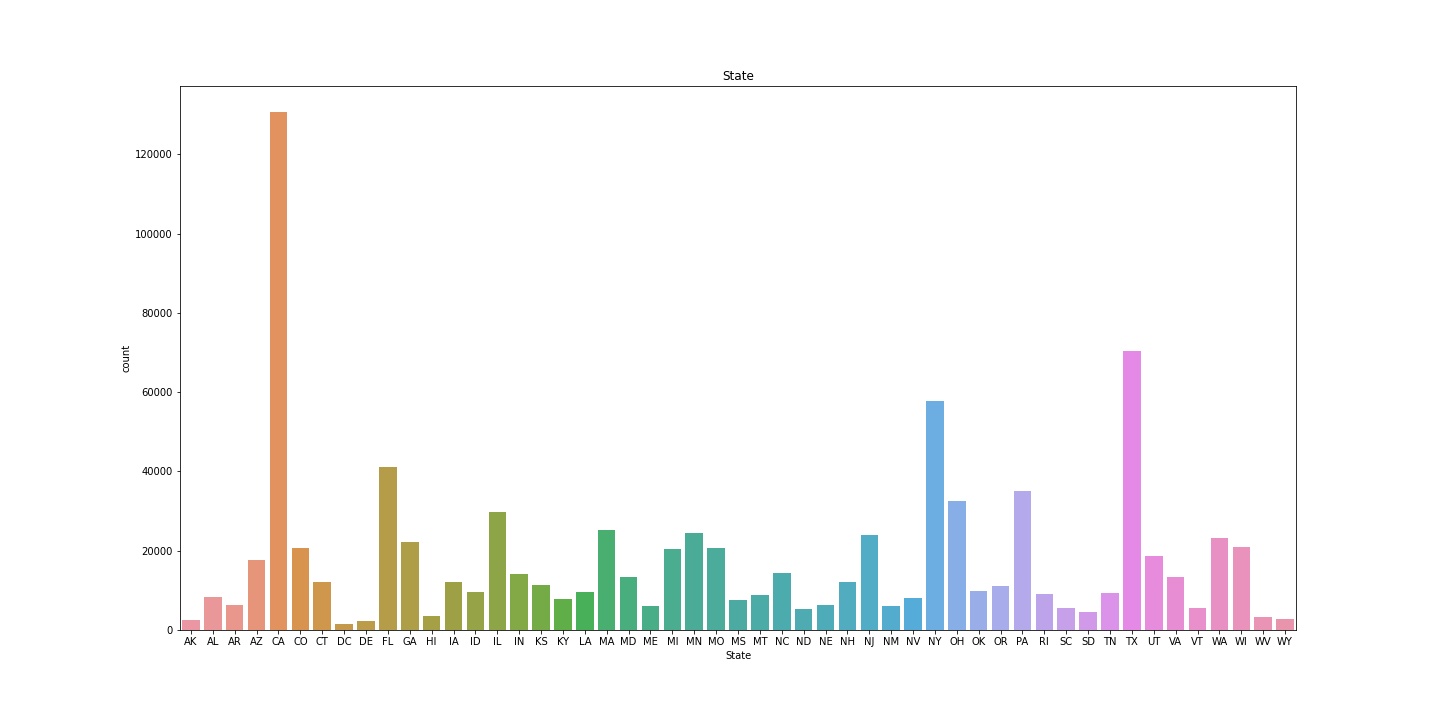 State
120000
100000
80000
60000
40000
20000
0
count
AK AL AR AZ CA CO CT DC DE FL GA HI IA ID IL IN KS KY LA MA MD ME MI MN MO MS MT NC ND NE NH NJ NM NV NY OH OK OR PA RI SC SD TN TX UT VA VT WA WI WV WY
State